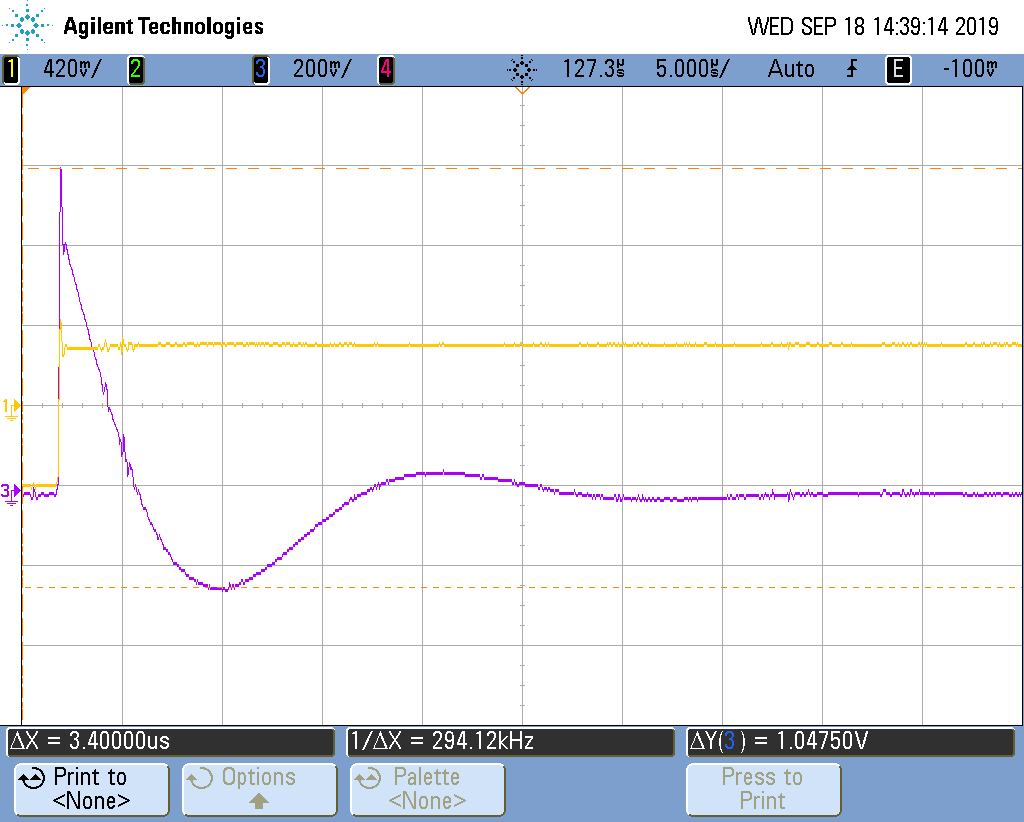 Agilent Technologies WED SEP 18 14:39:14 2019
1 420mV/ 2 3 200mV/ 4 127.3µs 5.000µs/ Auto E -100mV
1
3
ΔX = 3.40000us 1/ΔX = 294.12kHz ΔY(3) = 1.04750V
Print to Options Palette Press to
<None> <None> Print